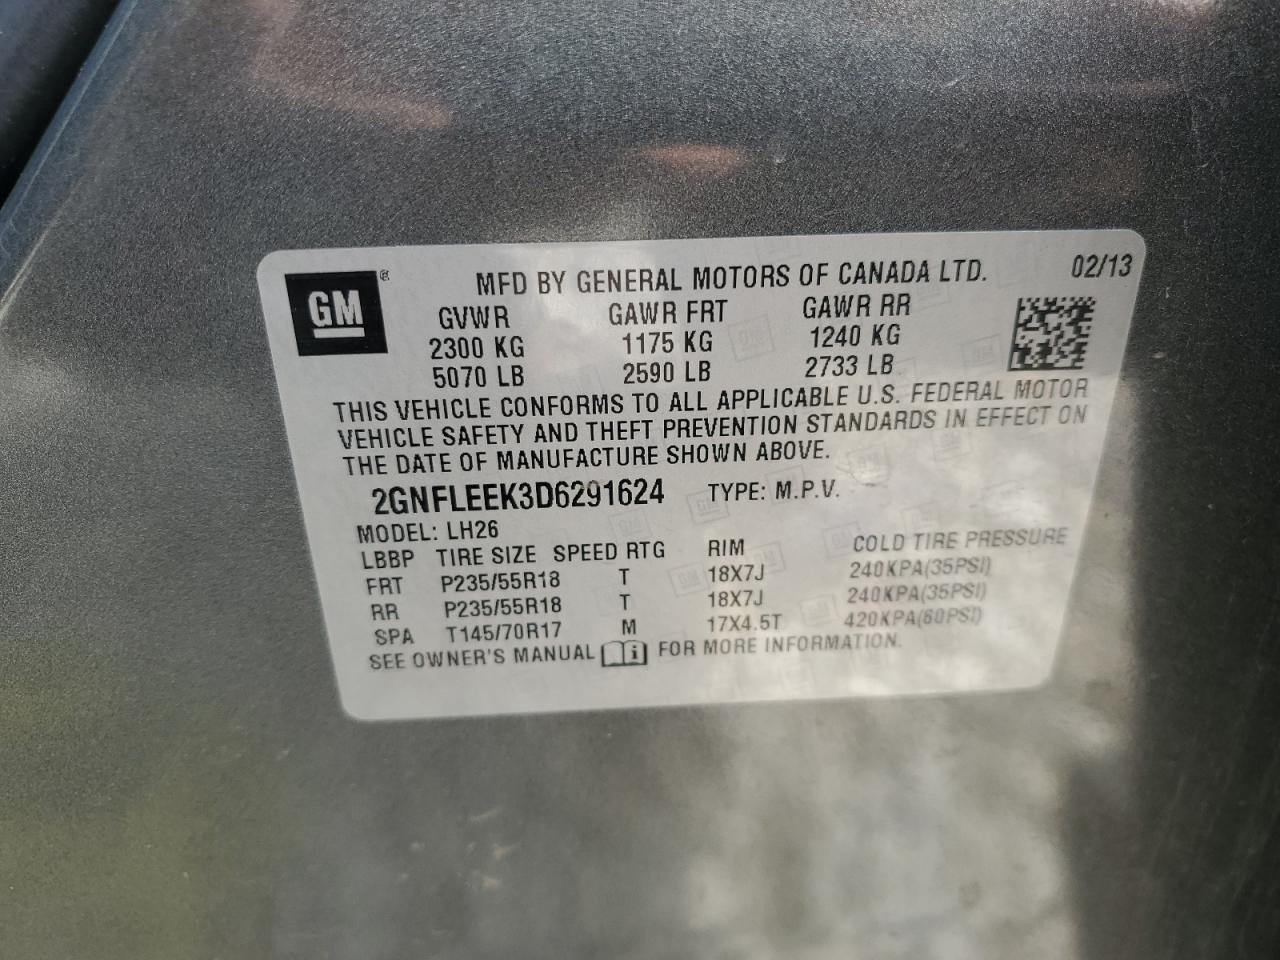 GM ®
MFD BY GENERAL MOTORS OF CANADA LTD. 02/13
GVWR GAWR FRT GAWR RR
2300 KG 1175 KG 1240 KG
5070 LB 2590 LB 2733 LB
THIS VEHICLE CONFORMS TO ALL APPLICABLE U.S. FEDERAL MOTOR
VEHICLE SAFETY AND THEFT PREVENTION STANDARDS IN EFFECT ON
THE DATE OF MANUFACTURE SHOWN ABOVE.
2GNFLEEK3D6291624 TYPE: M.P.V.
MODEL: LH26
LBBP TIRE SIZE SPEED RTG RIM COLD TIRE PRESSURE
FRT P235/55R18 T 18X7J 240KPA(35PSI)
RR P235/55R18 T 18X7J 240KPA(35PSI)
SPA T145/70R17 M 17X4.5T 420KPA(60PSI)
SEE OWNER'S MANUAL i FOR MORE INFORMATION.